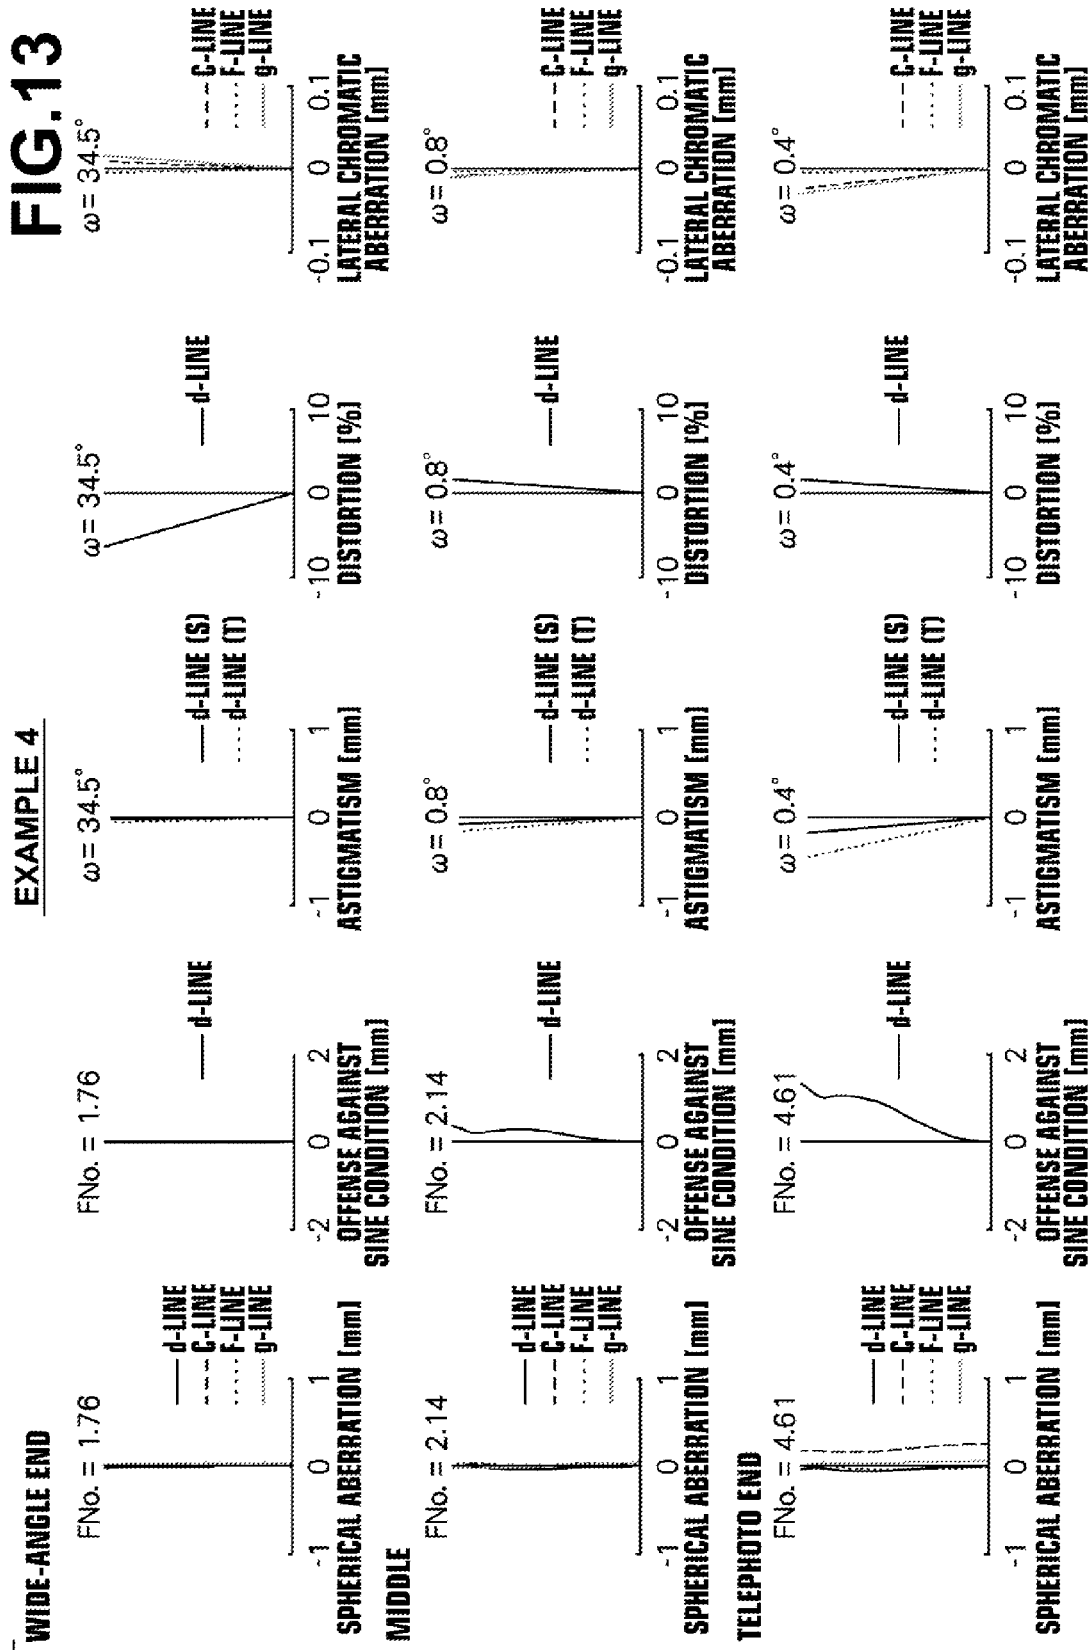 FIG.13
EXAMPLE 4
WIDE-ANGLE END
FNo. = 1.76
d-LINE
C-LINE
F-LINE
g-LINE
-1 0 1
SPHERICAL ABERRATION [mm]
FNo. = 1.76
d-LINE
-2 0 2
OFFENSE AGAINST
SINE CONDITION [mm]
ω= 34.5°
d-LINE (S)
d-LINE (T)
-1 0 1
ASTIGMATISM [mm]
ω= 34.5°
d-LINE
-10 0 10
DISTORTION [%]
ω= 34.5°
C-LINE
F-LINE
g-LINE
-0.1 0 0.1
LATERAL CHROMATIC
ABERRATION [mm]
MIDDLE
FNo. = 2.14
d-LINE
C-LINE
F-LINE
g-LINE
-1 0 1
SPHERICAL ABERRATION [mm]
FNo. = 2.14
d-LINE
-2 0 2
OFFENSE AGAINST
SINE CONDITION [mm]
ω= 0.8°
d-LINE (S)
d-LINE (T)
-1 0 1
ASTIGMATISM [mm]
ω= 0.8°
d-LINE
-10 0 10
DISTORTION [%]
ω= 0.8°
C-LINE
F-LINE
g-LINE
-0.1 0 0.1
LATERAL CHROMATIC
ABERRATION [mm]
TELEPHOTO END
FNo. = 4.61
d-LINE
C-LINE
F-LINE
g-LINE
-1 0 1
SPHERICAL ABERRATION [mm]
FNo. = 4.61
d-LINE
-2 0 2
OFFENSE AGAINST
SINE CONDITION [mm]
ω= 0.4°
d-LINE (S)
d-LINE (T)
-1 0 1
ASTIGMATISM [mm]
ω= 0.4°
d-LINE
-10 0 10
DISTORTION [%]
ω= 0.4°
C-LINE
F-LINE
g-LINE
-0.1 0 0.1
LATERAL CHROMATIC
ABERRATION [mm]